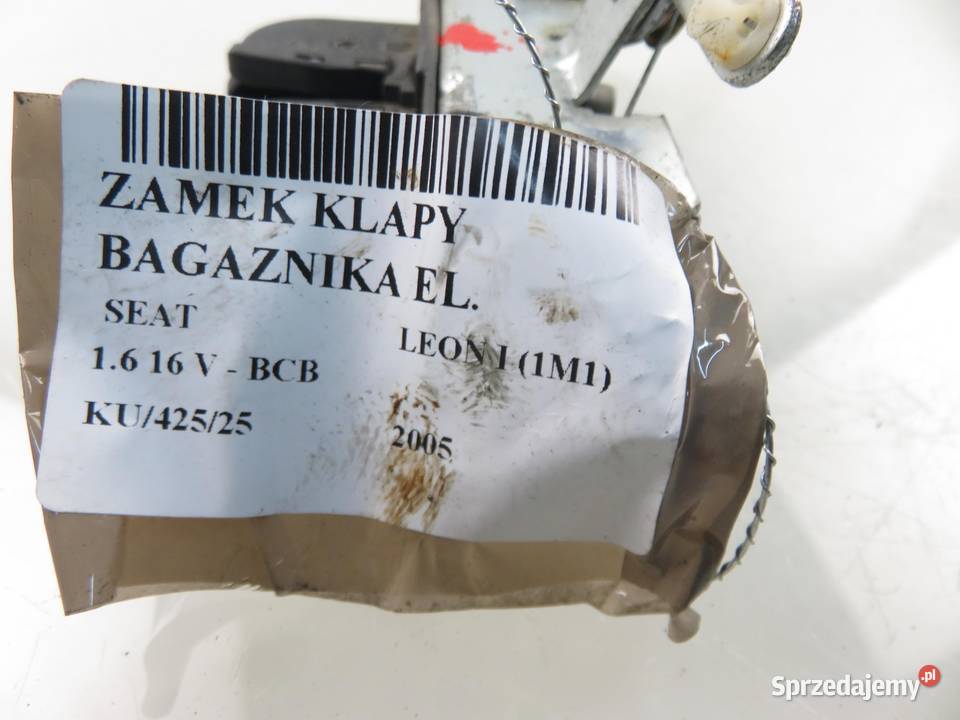 ZAMEK KLAPY
BAGAZNIKA EL.
SEAT
LEON I (1M1)
1.6 16 V - BCB
KU/425/25
2005
Sprzedajemy.pl